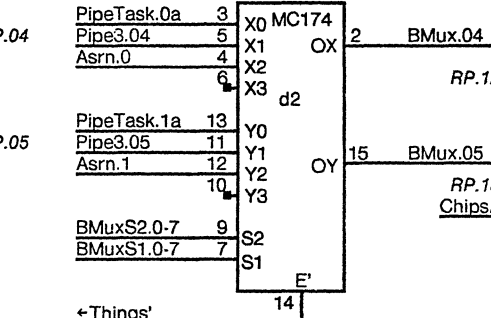 PipeTask.0a 3 X0 MC174
P.04 Pipe3.04 5 X1 OX 2 BMux.04
Asrn.0 4 X2
6 X3 RP.1
d2
PipeTask.1a 13 Y0
P.05 Pipe3.05 11 Y1 15 BMux.05
Asrn.1 12 Y2 OY
10 Y3 RP.1
Chips.
BMuxS2.0-7 9 S2
BMuxS1.0-7 7 S1
E'
14
←Things'